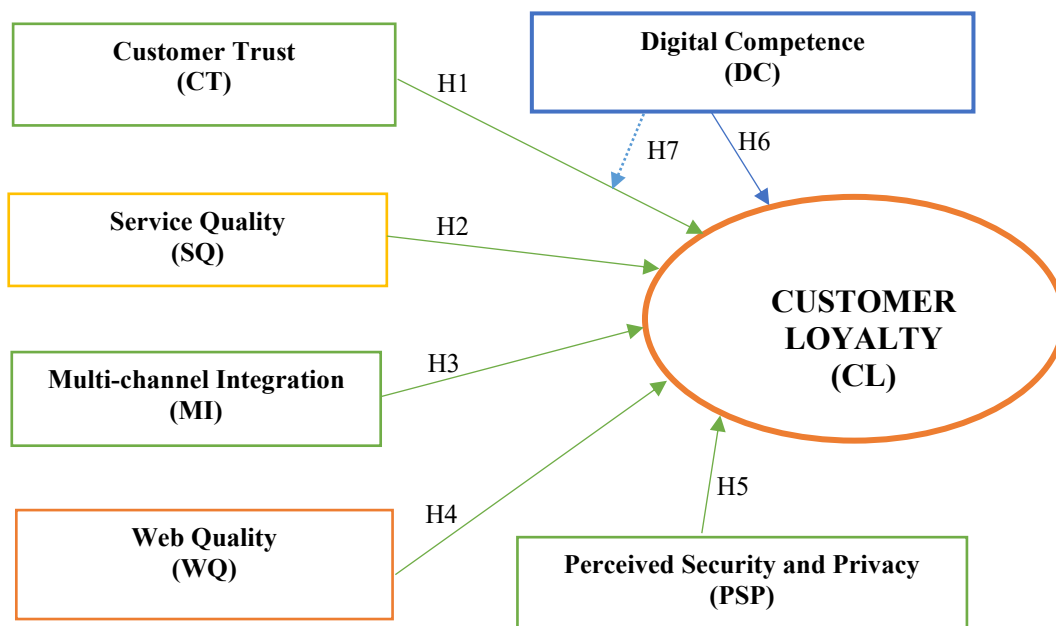 Customer Trust
(CT)
H1
Digital Competence
(DC)
H7
H6
Service Quality
(SQ)
H2
CUSTOMER
LOYALTY
(CL)
Multi-channel Integration
(MI)
H3
Web Quality
(WQ)
H4
H5
Perceived Security and Privacy
(PSP)